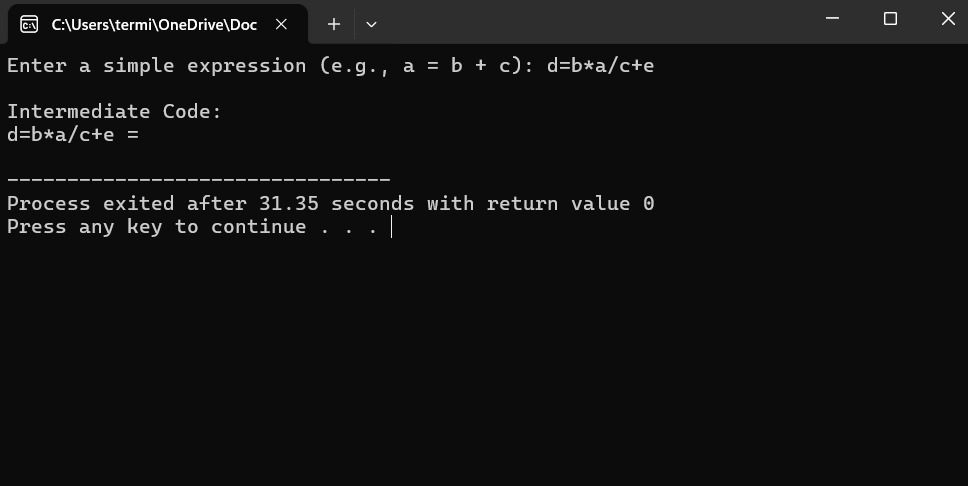 C:\Users\termi\OneDrive\Doc
Enter a simple expression (e.g., a = b + c): d=b*a/c+e
Intermediate Code:
d=b*a/c+e =
--------------------------------
Process exited after 31.35 seconds with return value 0
Press any key to continue . . .